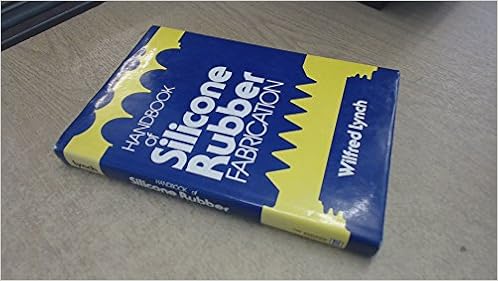 HANDBOOK
of
Silicone
Rubber
FABRICATION
Wilfred Lynch
Lynch
HANDBOOK of
Silicone Rubber